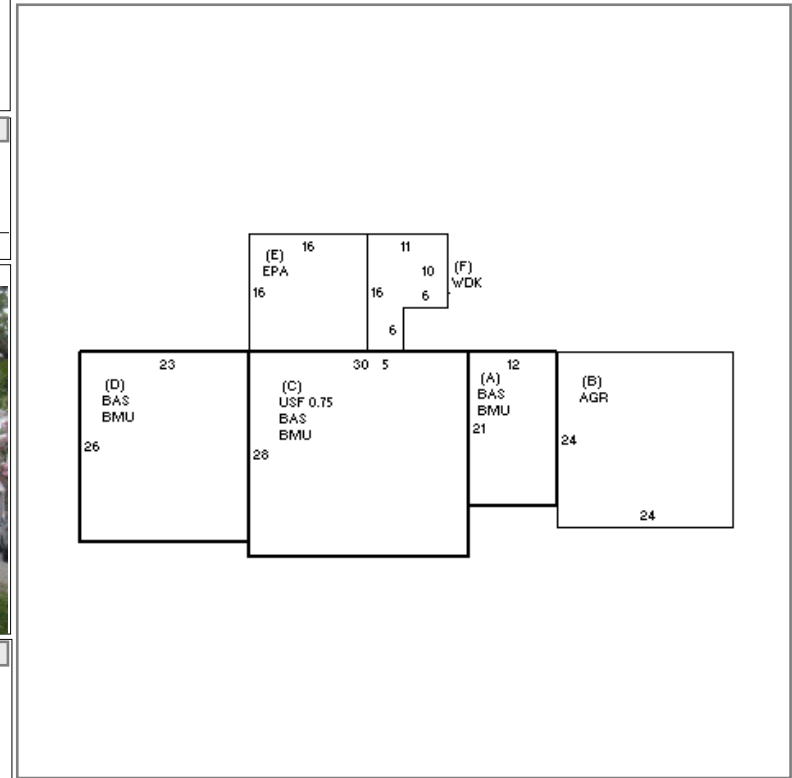 16
11
(E)
EPA
16
16
10
(F)
WDK
6
6
23
30 5
12
(D)
BAS
BMU
26
(C)
USF 0.75
BAS
BMU
28
(A)
BAS
BMU
21
(B)
AGR
24
24